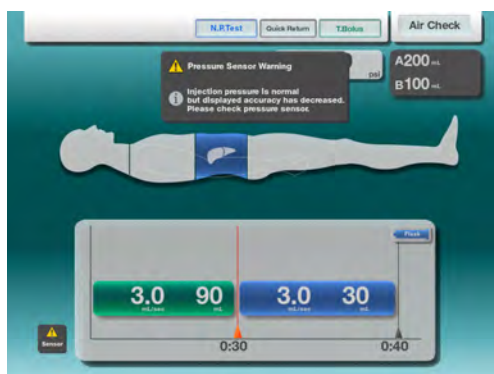 N.P.Test Quick Return T.Bolus Air Check
Pressure Sensor Warning
psi
A200 mL
B100 mL
Injection pressure is normal
but displayed accuracy has decreased.
Please check pressure sensor.
Flush
3.0 90 3.0 30
mL/sec mL mL/sec mL
Sensor
0:30 0:40